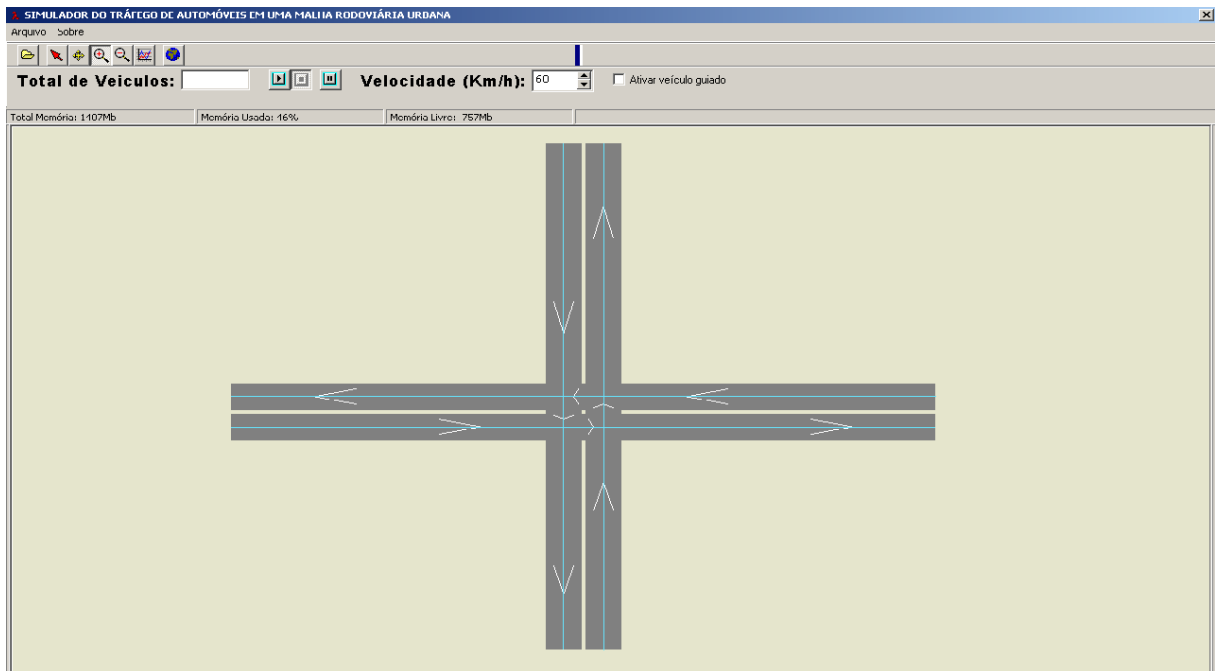 SIMULADOR DO TRÁFEGO DE AUTOMÓVEIS EM UMA MALHA RODOVIÁRIA URBANA
Arquivo Sobre
Total de Veiculos: Velocidade (Km/h): 60 Ativar veículo guiado
Total Memória: 1407Mb Memória Usada: 46% Memória Livre: 757Mb